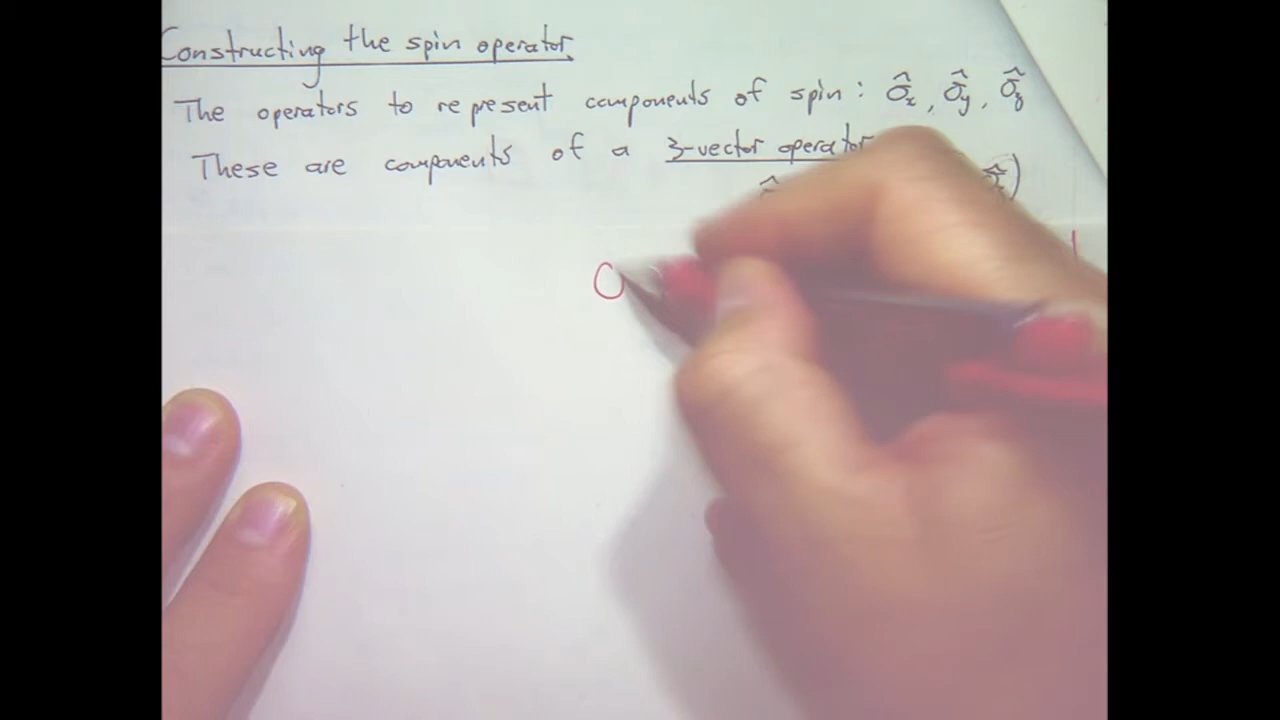 Constructing the spin operator
The operators to represent components of spin: σ̂x, σ̂y, σ̂z
These are components of a 3-vector operator